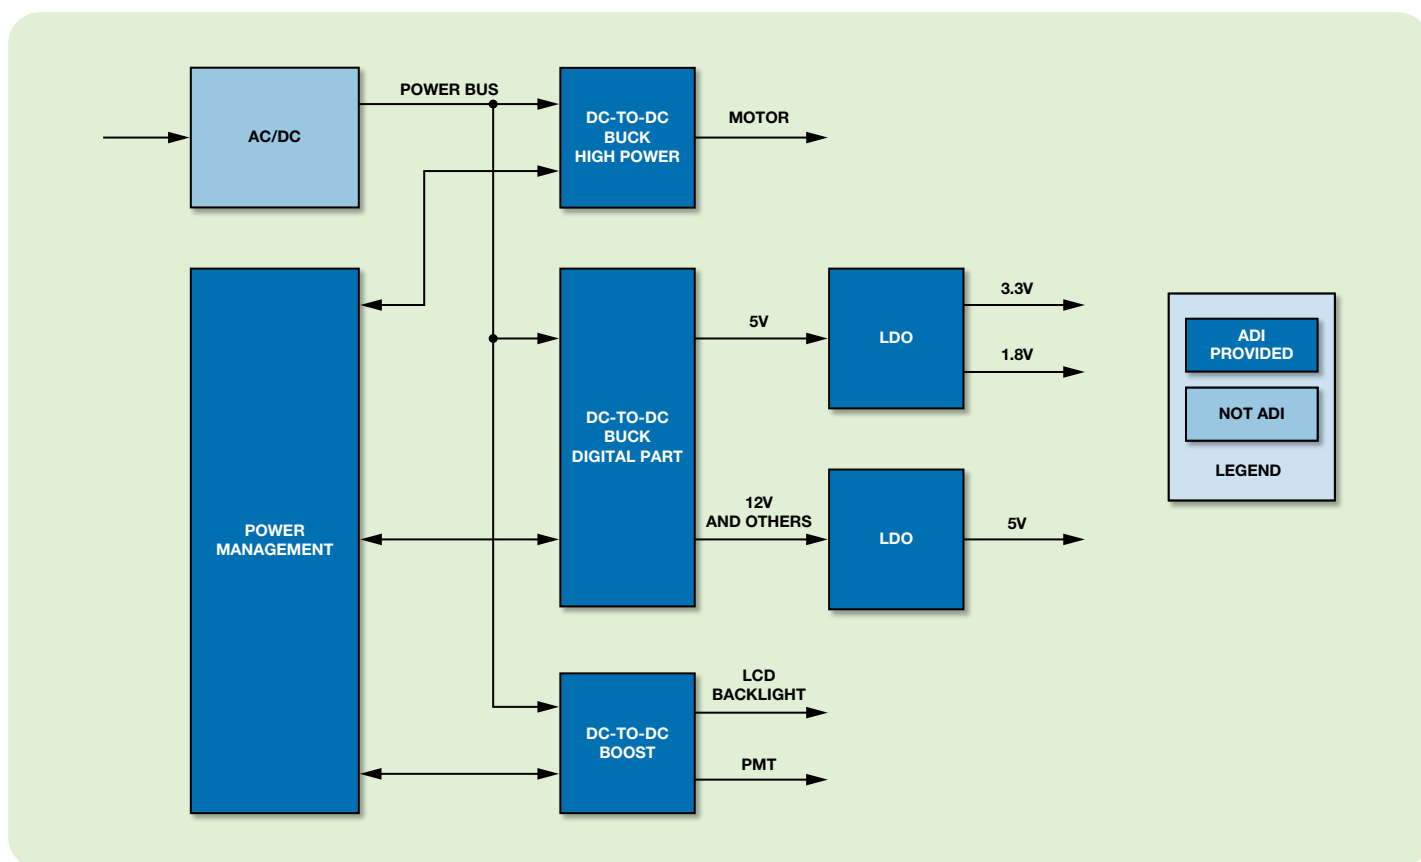 POWER BUS
AC/DC
DC-TO-DC
BUCK
HIGH POWER
MOTOR
POWER
MANAGEMENT
DC-TO-DC
BUCK
DIGITAL PART
5V
LDO
3.3V
1.8V
12V
AND OTHERS
LDO
5V
DC-TO-DC
BOOST
LCD
BACKLIGHT
PMT
ADI
PROVIDED
NOT ADI
LEGEND